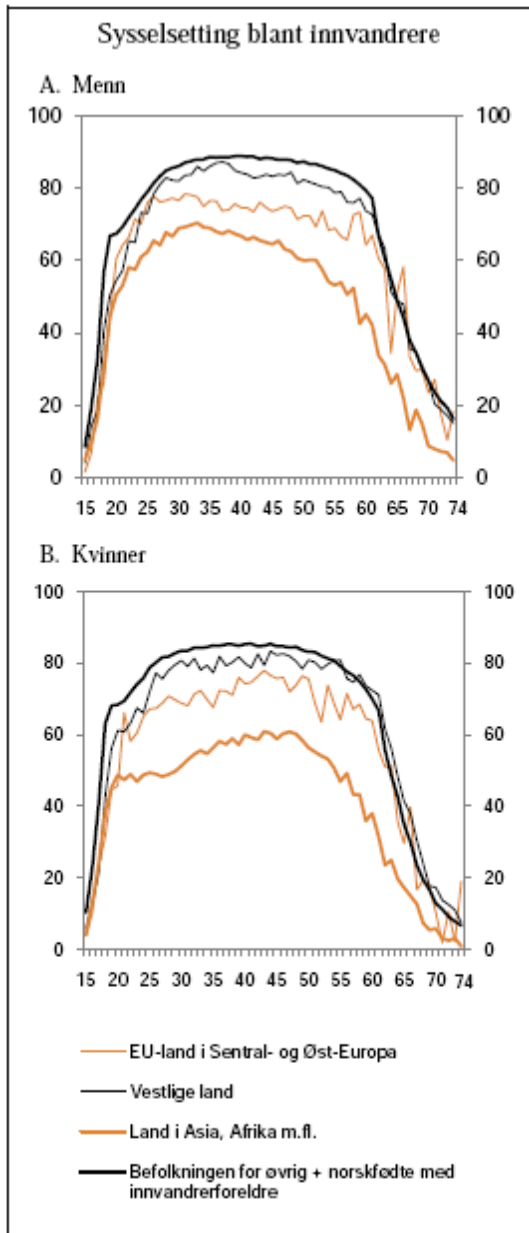 Sysselsetting blant innvandrere
A. Menn
100 100
80 80
60 60
40 40
20 20
0 0
15 20 25 30 35 40 45 50 55 60 65 70 74
B. Kvinner
100 100
80 80
60 60
40 40
20 20
0 0
15 20 25 30 35 40 45 50 55 60 65 70 74
EU-land i Sentral- og Øst-Europa
Vestlige land
Land i Asia, Afrika m.fl.
Befolkningen for øvrig + norskfødte med
innvandrerforeldre